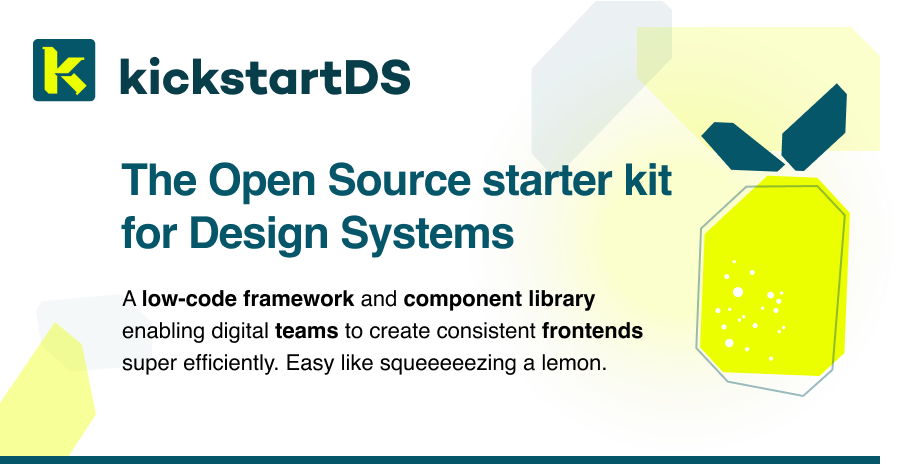 kickstartDS
The Open Source starter kit
for Design Systems
A low-code framework and component library
enabling digital teams to create consistent frontends
super efficiently. Easy like squeeeeezing a lemon.